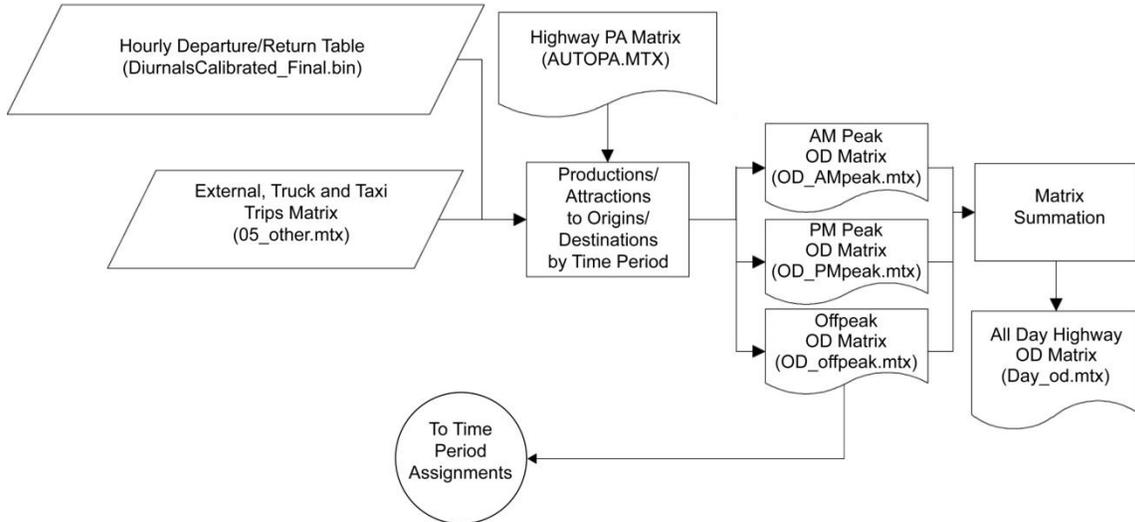 Hourly Departure/Return Table
(DiurnalsCalibrated_Final.bin)
Highway PA Matrix
(AUTOPA.MTX)
External, Truck and Taxi
Trips Matrix
(05_other.mtx)
Productions/
Attractions
to Origins/
Destinations
by Time Period
AM Peak
OD Matrix
(OD_AMpeak.mtx)
PM Peak
OD Matrix
(OD_PMpeak.mtx)
Offpeak
OD Matrix
(OD_offpeak.mtx)
Matrix
Summation
All Day Highway
OD Matrix
(Day_od.mtx)
To Time
Period
Assignments